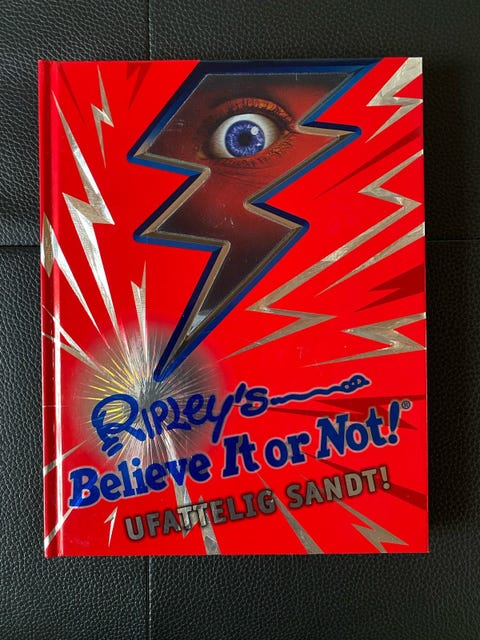 Ripley's
Believe It or Not!®
UFATTELIG SANDT!